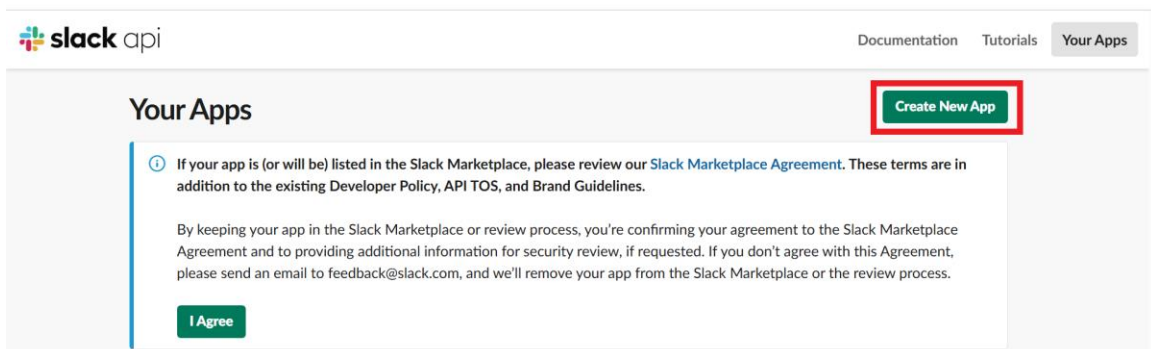 slack api
Documentation Tutorials Your Apps
Your Apps
Create New App
If your app is (or will be) listed in the Slack Marketplace, please review our Slack Marketplace Agreement. These terms are in
addition to the existing Developer Policy, API TOS, and Brand Guidelines.
By keeping your app in the Slack Marketplace or review process, you're confirming your agreement to the Slack Marketplace
Agreement and to providing additional information for security review, if requested. If you don't agree with this Agreement,
please send an email to feedback@slack.com, and we'll remove your app from the Slack Marketplace or the review process.
I Agree